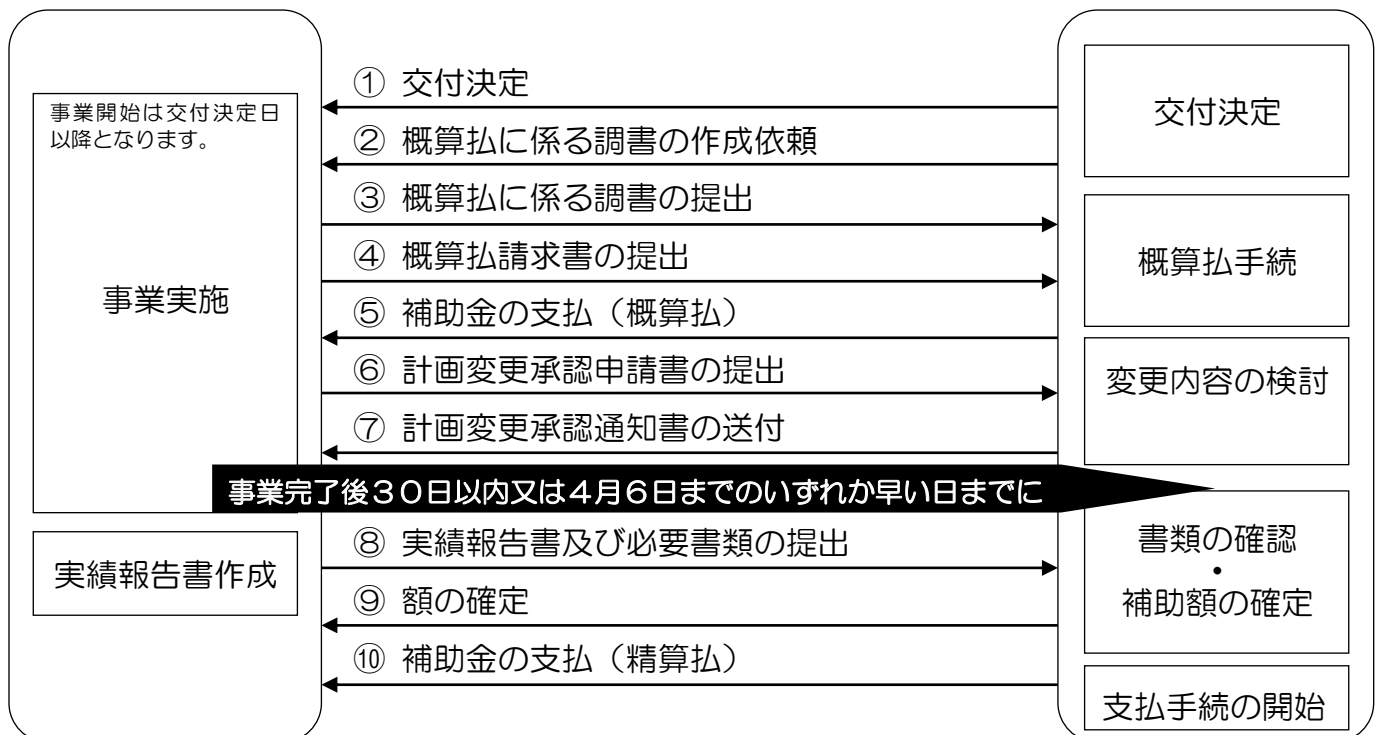 ① 交付決定
交付決定
事業開始は交付決定日
以降となります。
② 概算払に係る調書の作成依頼
③ 概算払に係る調書の提出
④ 概算払請求書の提出
概算払手続
事業実施
⑤ 補助金の支払（概算払）
⑥ 計画変更承認申請書の提出
変更内容の検討
⑦ 計画変更承認通知書の送付
事業完了後３０日以内又は４月６日までのいずれか早い日までに
⑧ 実績報告書及び必要書類の提出
書類の確認
・
補助額の確定
実績報告書作成
⑨ 額の確定
⑩ 補助金の支払（精算払）
支払手続の開始